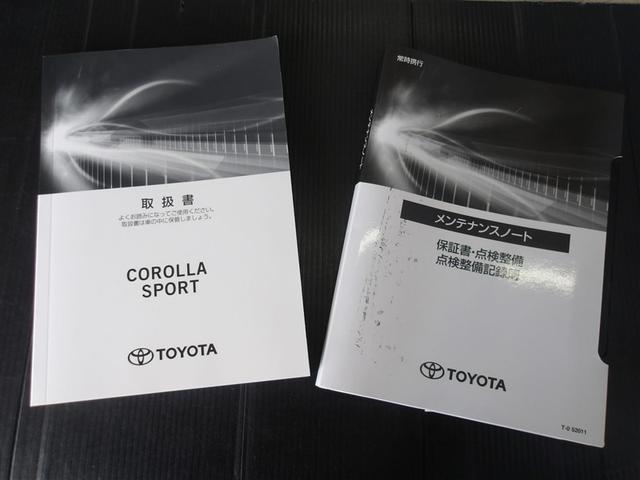 取扱書
よくお読みになってご使用ください。
取扱書は車の中に保管しましょう。
COROLLA
SPORT
TOYOTA
常時携行
メンテナンスノート
保証書・点検整備
点検整備記録簿
TOYOTA
T-0 52011